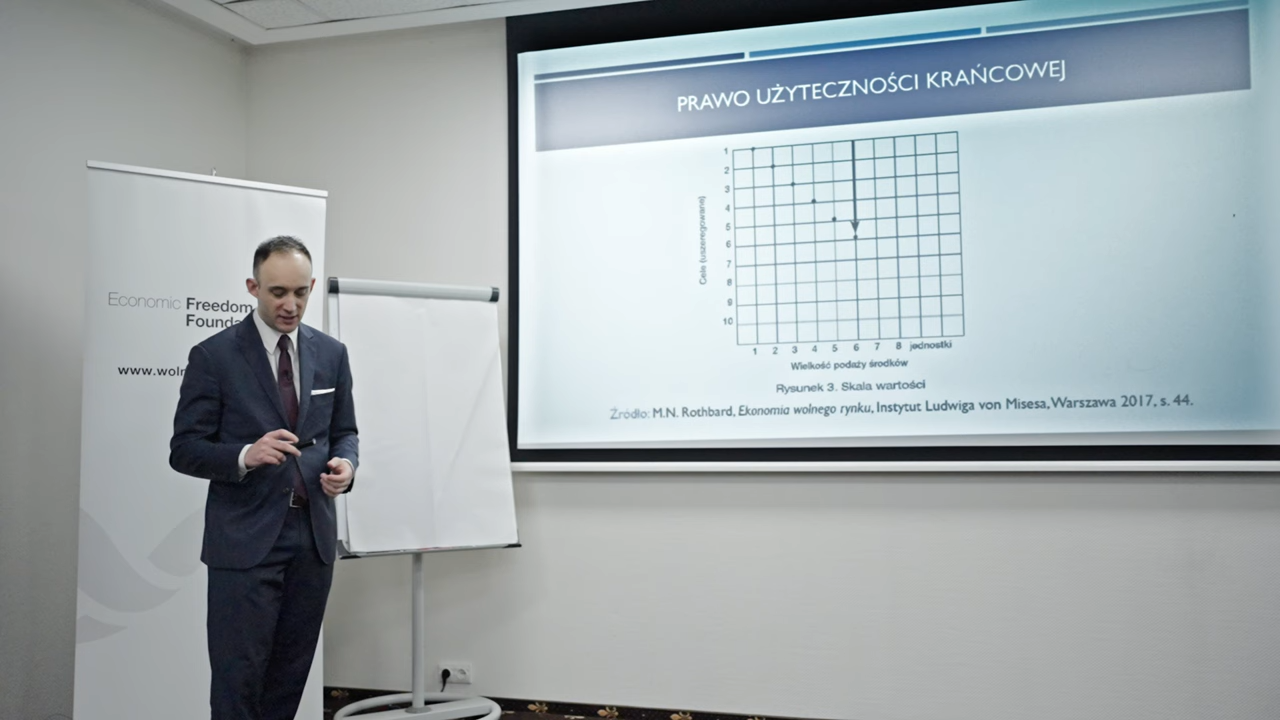 PRAWO UŻYTECZNOŚCI KRAŃCOWEJ
Economic Freedom
Founda
www.woln
Cele (uszeregowane)
1
2
3
4
5
6
7
8
9
10
1 2 3 4 5 6 7 8 jednostki
Wielkość podaży środków
Rysunek 3. Skala wartości
Źródło: M.N. Rothbard, Ekonomia wolnego rynku, Instytut Ludwiga von Misesa, Warszawa 2017, s. 44.